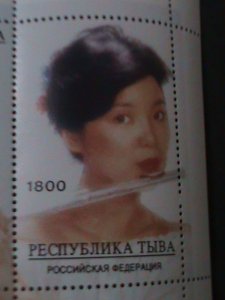 1800
РЕСПУБЛИКА ТЫВА
РОССИЙСКАЯ ФЕДЕРАЦИЯ